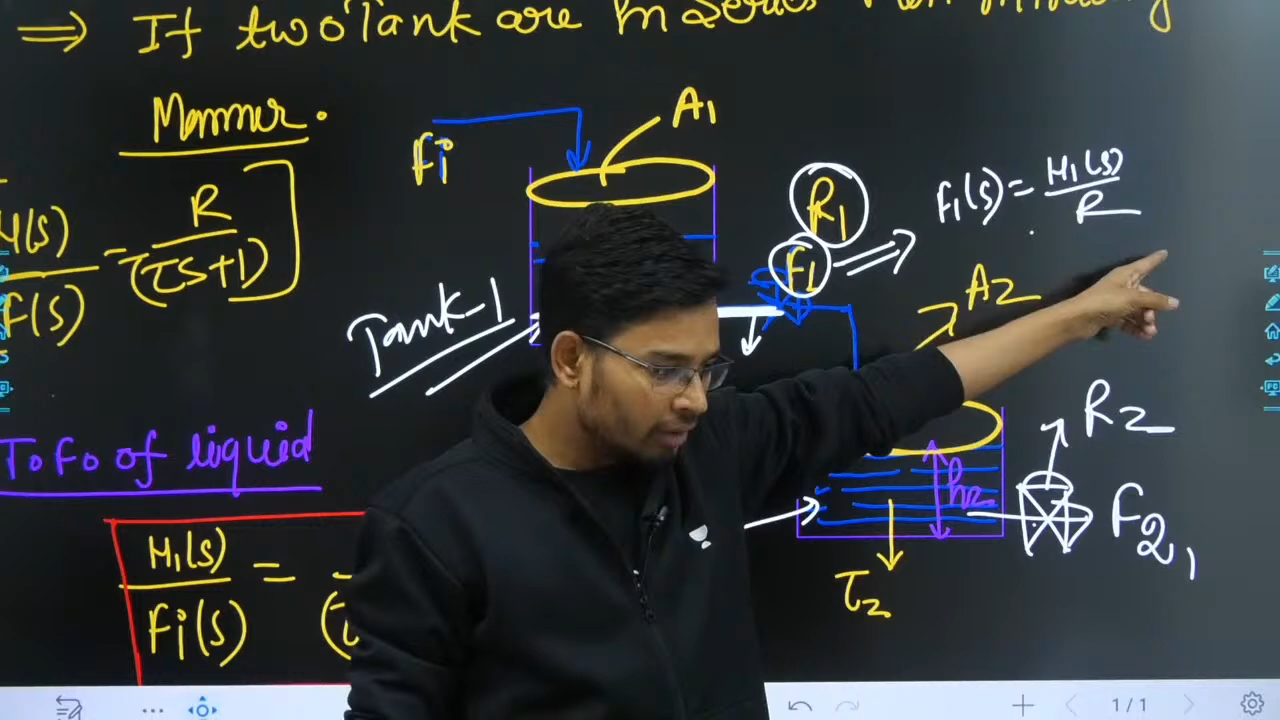 ⇒ If two Tank are in series
Manner.
H(s)/F(s) = R/(τs+1)
Fi
A1
R1
F1
F1(s) = H1(s)/R
Tank-1
A2
R2
h2
F2,
τ2
ToFo of liquid
H1(s)/Fi(s) =
1/1